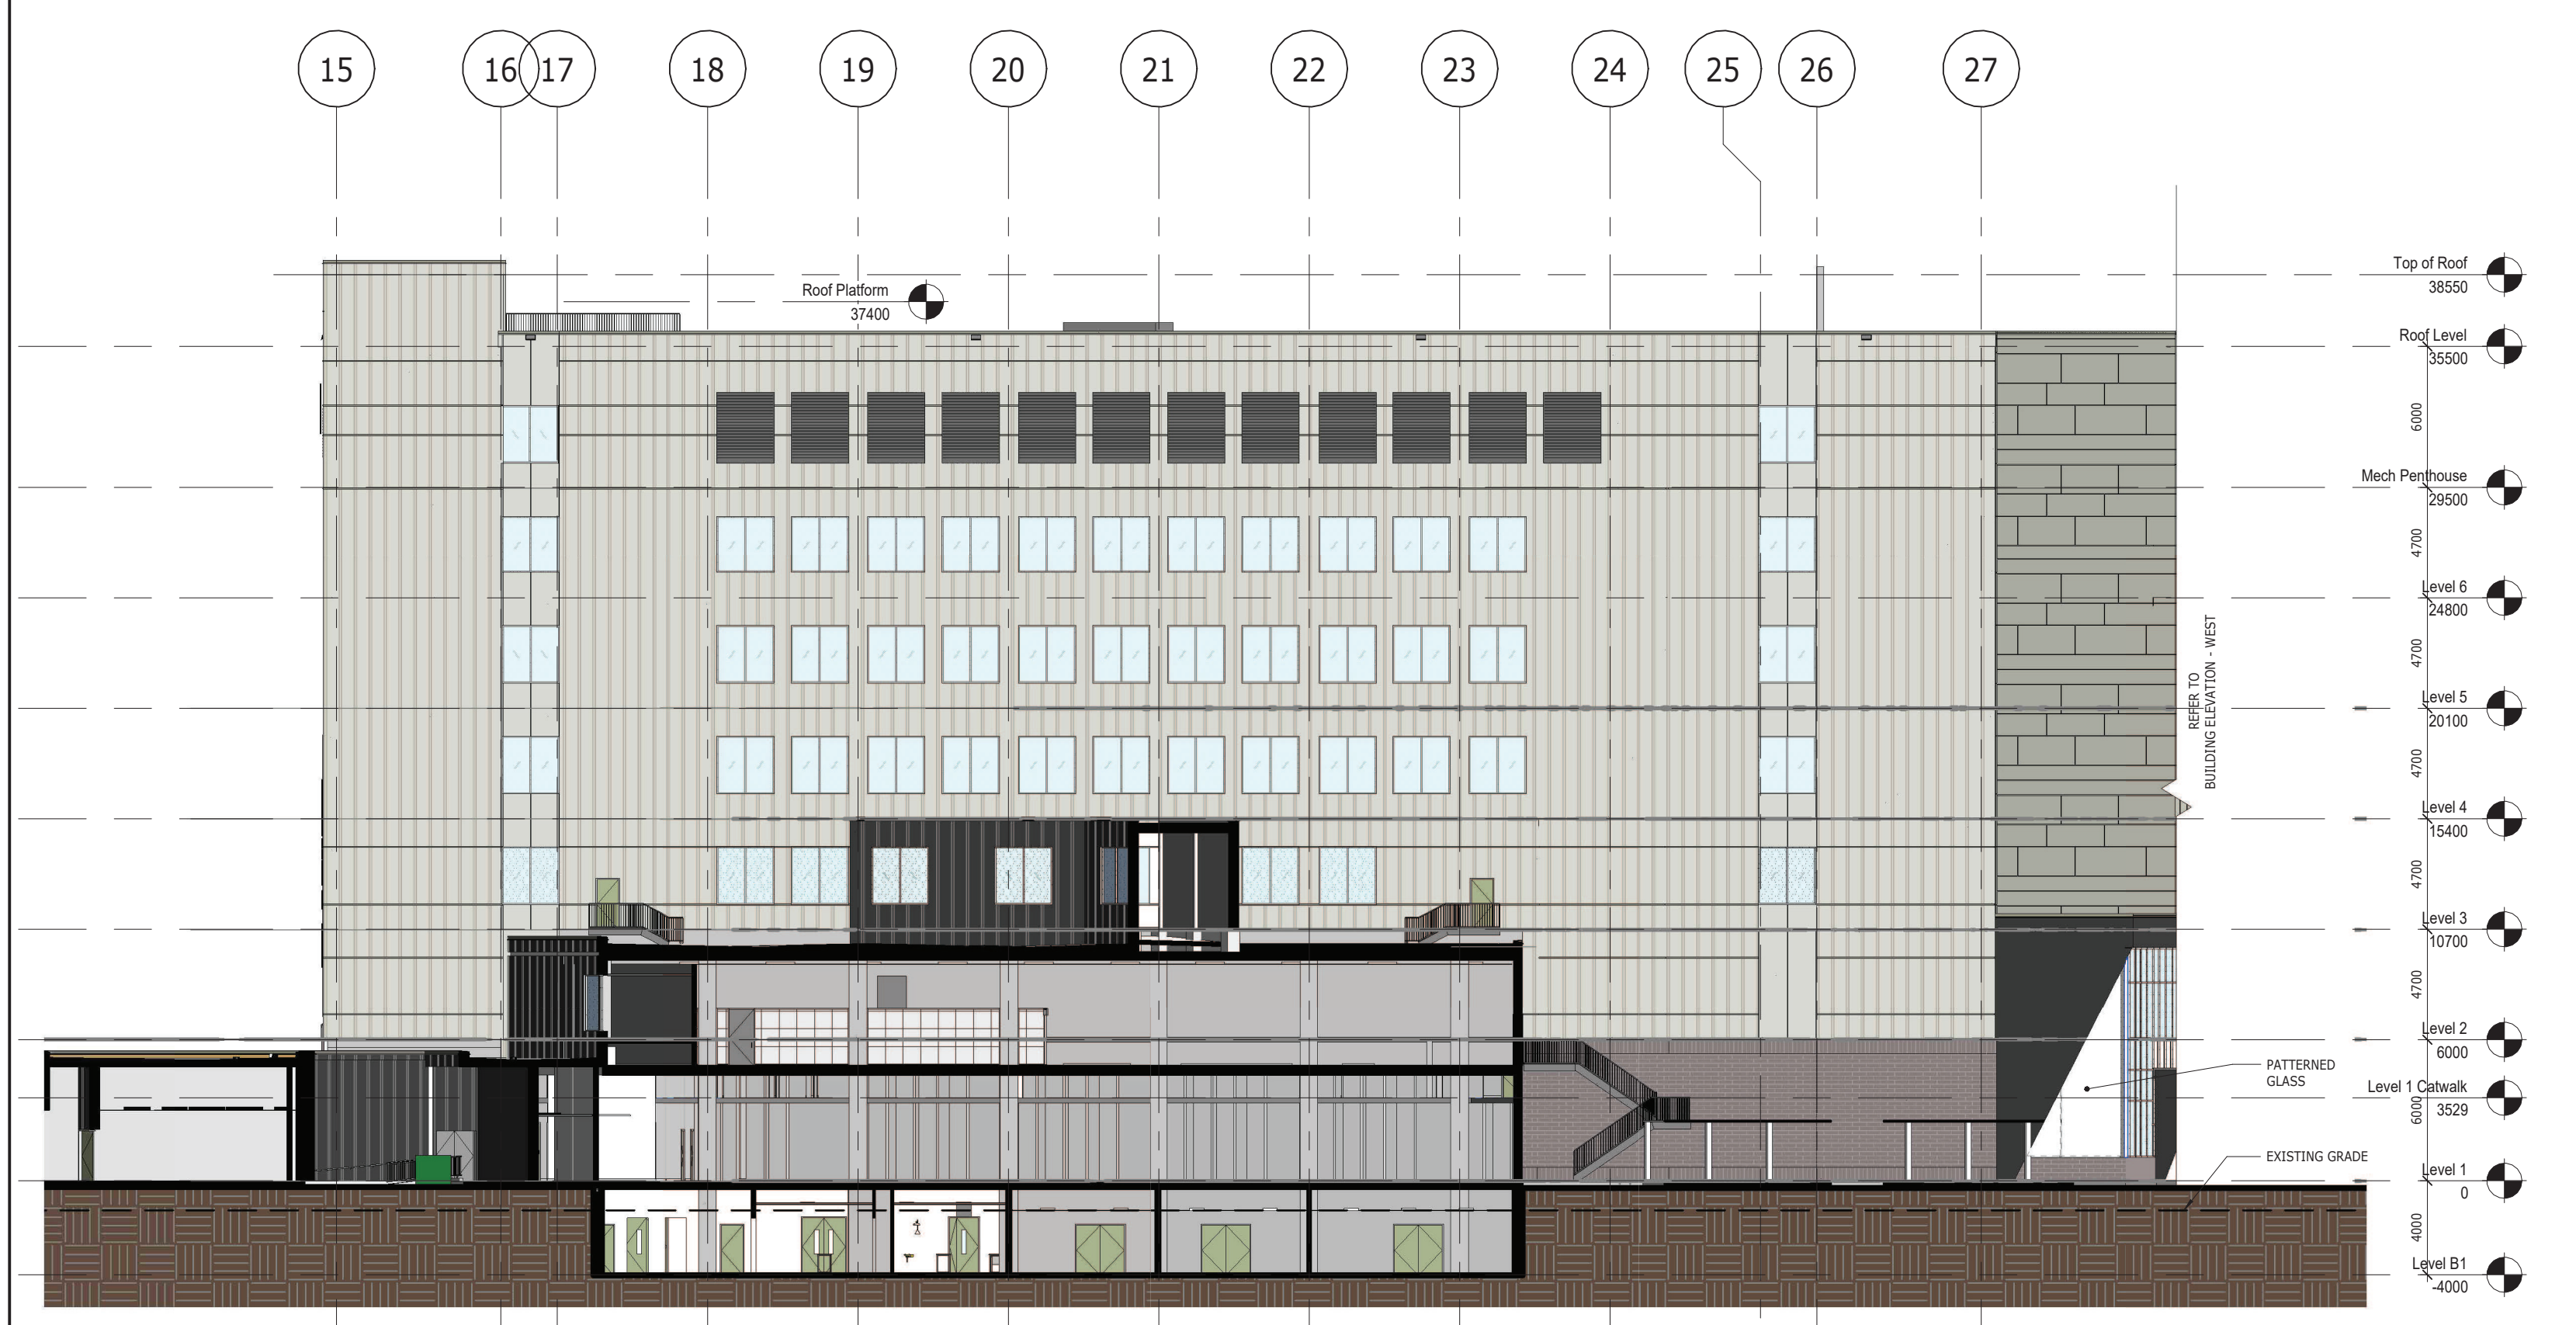 15
16
17
18
19
20
21
22
23
24
25
26
27
Roof Platform
37400
Top of Roof
38550
Roof Level
35500
6000
Mech Penthouse
29500
4700
Level 6
24800
4700
Level 5
20100
4700
Level 4
15400
4700
Level 3
10700
4700
Level 2
6000
Level 1 Catwalk
3529
6000
Level 1
0
4000
Level B1
-4000
REFER TO
BUILDING ELEVATION - WEST
PATTERNED
GLASS
EXISTING GRADE